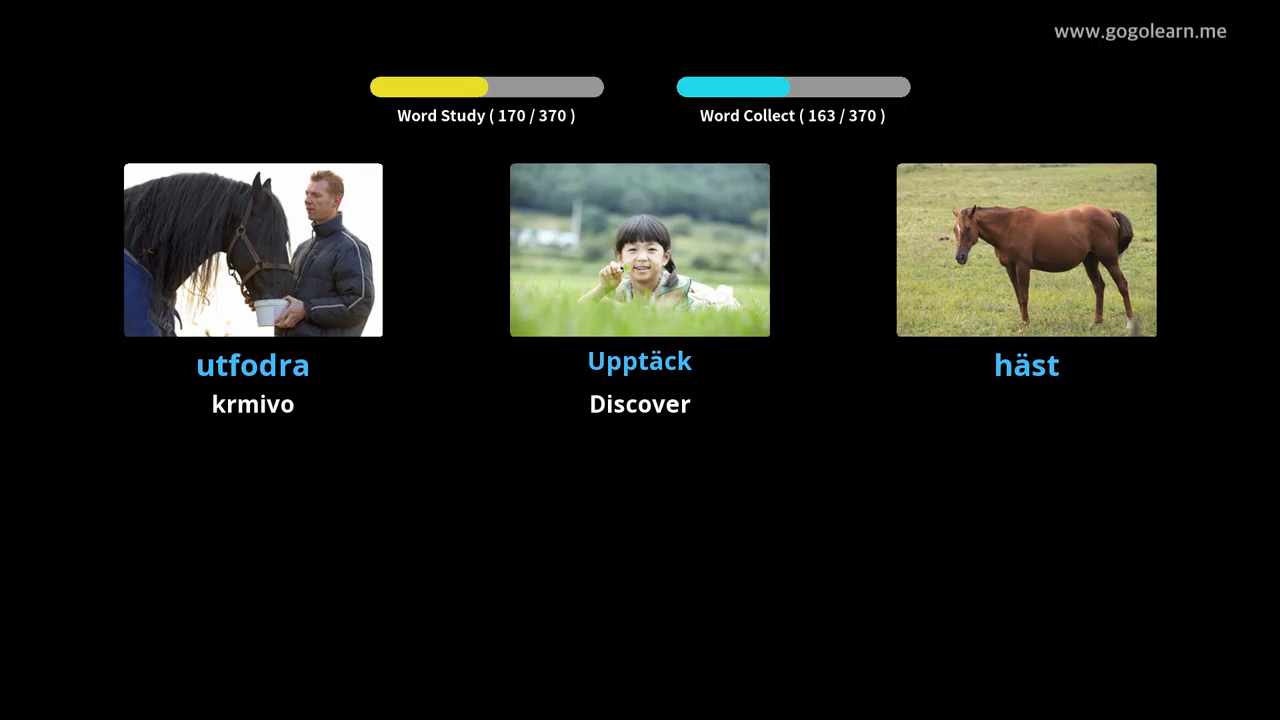 www.gogolearn.me
Word Study ( 170 / 370 )
Word Collect ( 163 / 370 )
utfodra
krmivo
Upptäck
Discover
häst